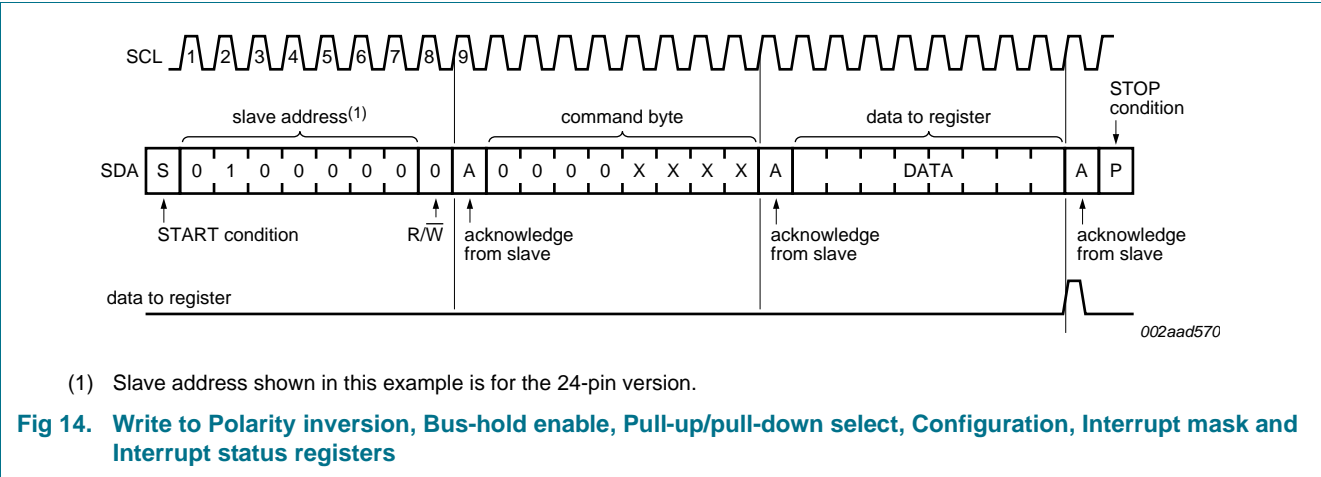 SCL 1 2 3 4 5 6 7 8 9
STOP
condition
slave address(1) command byte data to register
SDA S 0 1 0 0 0 0 0 0 A 0 0 0 0 X X X X A DATA A P
START condition R/W̅ acknowledge from slave acknowledge from slave acknowledge from slave
data to register
002aad570
(1) Slave address shown in this example is for the 24-pin version.
Fig 14. Write to Polarity inversion, Bus-hold enable, Pull-up/pull-down select, Configuration, Interrupt mask and
Interrupt status registers